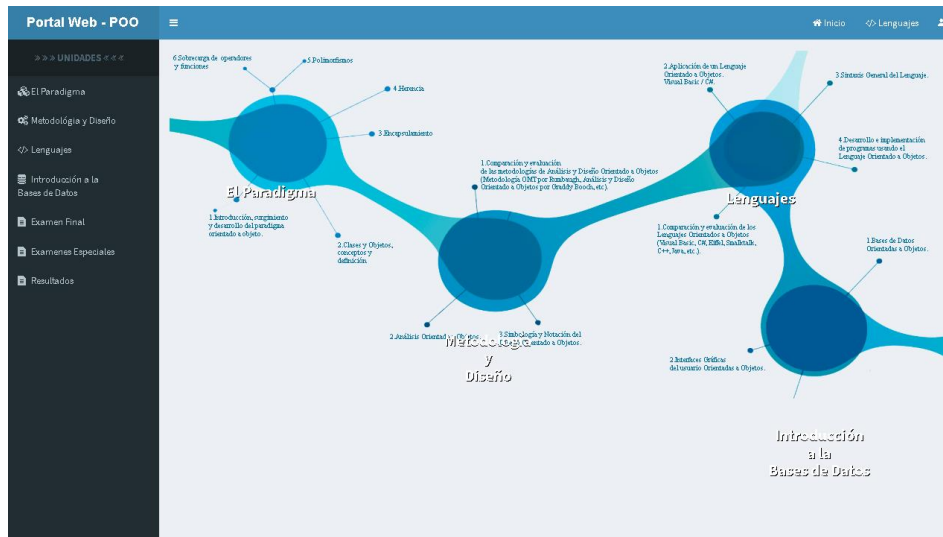 Portal Web - POO
Inicio
</> Lenguajes
>>> UNIDADES <<<
El Paradigma
Metodológia y Diseño
</> Lenguajes
Introducción a la
Bases de Datos
Examen Final
Examenes Especiales
Resultados
6.Sobrecarga de operadores
y funciones
5.Polimorfismos
4.Herencia
3.Encapsulamiento
El Paradigma
1.Introducción, surgimiento
y desarrollo del paradigma
orientado a objeto.
2.Clases y Objetos,
conceptos y
definición
1.Comparación y evaluación
de las metodologías de Análisis y Diseño Orientado a Objetos
(Metodología OMT por Rumbaugh, Análisis y Diseño
Orientado a Objetos por Graddy Booch, etc).
2.Análisis Orientado a Objetos.
3.Simbología y Notación del
Orientado a Objetos.
Metodología
y
Diseño
2.Aplicación de un Lenguaje
Orientado a Objetos.
Visual Basic / C#.
3.Sintaxis General del Lenguaje.
4.Desarrollo e implementación
de programas usando el
Lenguaje Orientado a Objetos.
Lenguajes
1.Comparación y evaluación de los
Lenguajes Orientados a Objetos
(Visual Basic, C#, Eiffel, Smalltalk,
C++, Java, etc.).
1.Bases de Datos
Orientadas a Objetos.
2.Interfaces Gráficas
del usuario Orientadas a Objetos.
Introducción
a la
Bases de Datos